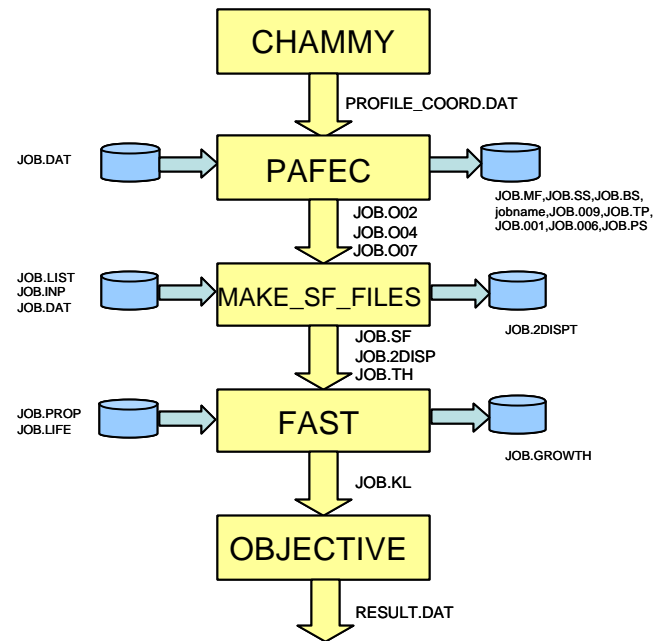 CHAMMY
PROFILE_COORD.DAT
JOB.DAT
PAFEC
JOB.MF,JOB.SS,JOB.BS,
jobname,JOB.009,JOB.TP,
JOB.001,JOB.006,JOB.PS
JOB.O02
JOB.O04
JOB.O07
JOB.LIST
JOB.INP
JOB.DAT
MAKE_SF_FILES
JOB.2DISPT
JOB.SF
JOB.2DISP
JOB.TH
JOB.PROP
JOB.LIFE
FAST
JOB.GROWTH
JOB.KL
OBJECTIVE
RESULT.DAT